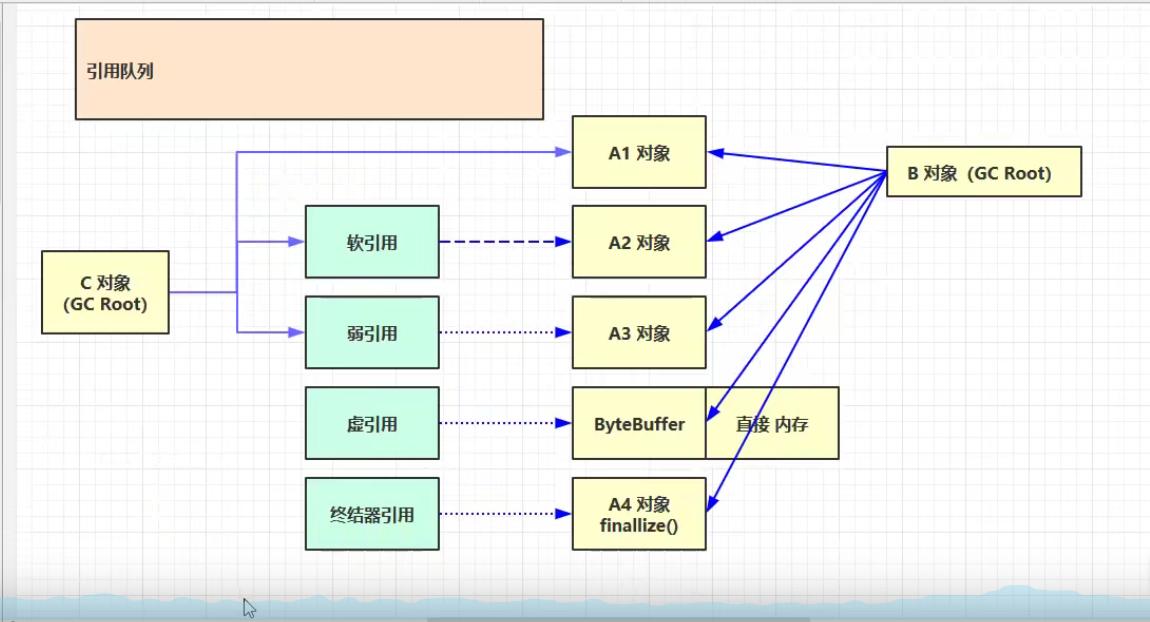 引用队列
A1 对象
B 对象（GC Root)
软引用
A2 对象
C 对象
(GC Root)
弱引用
A3 对象
虚引用
ByteBuffer
直接 内存
终结器引用
A4 对象
finallize()